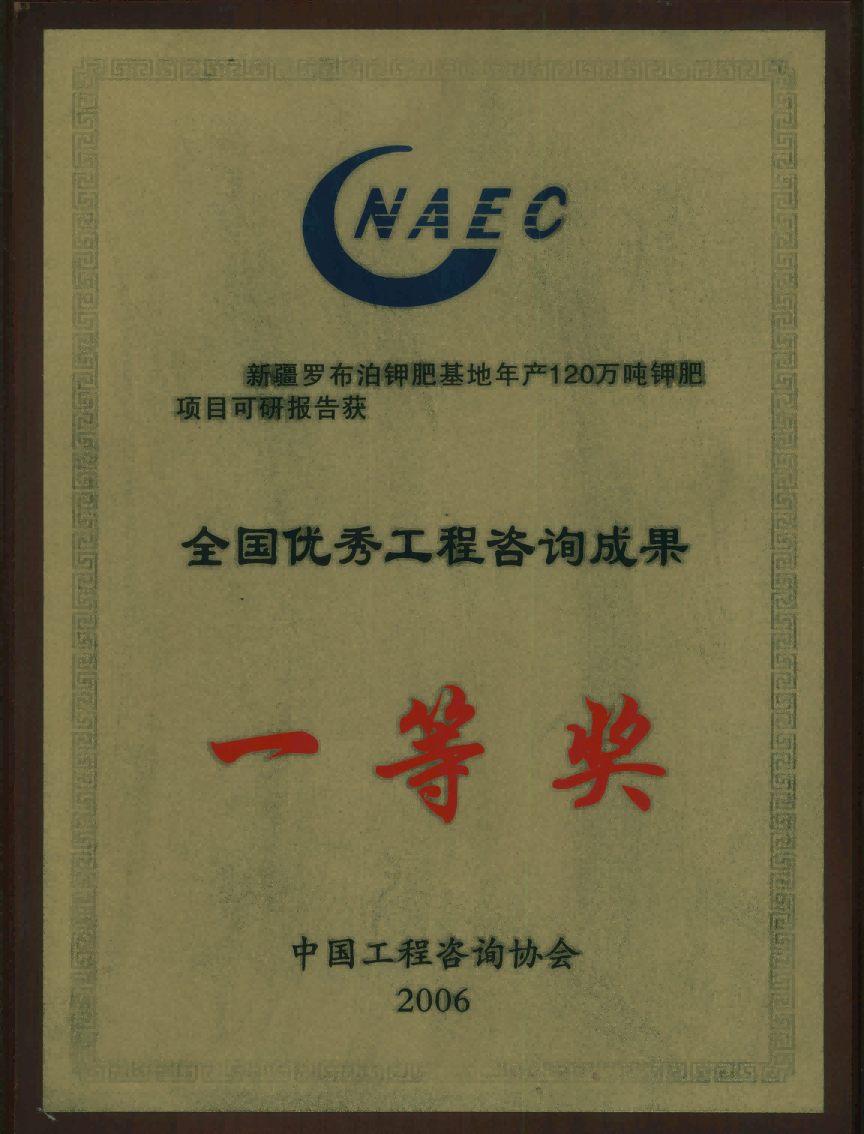 CNAEC
新疆罗布泊钾肥基地年产120万吨钾肥
项目可研报告获
全国优秀工程咨询成果
一等奖
中国工程咨询协会
2006